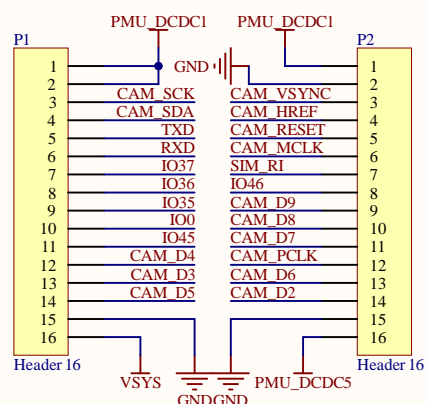 PMU_DCDC1 PMU_DCDC1
P1 P2
1 GND 1
2 2
3 CAM_SCK CAM_VSYNC 3
4 CAM_SDA CAM_HREF 4
5 TXD CAM_RESET 5
6 RXD CAM_MCLK 6
7 IO37 SIM_RI 7
8 IO36 IO46 8
9 IO35 CAM_D9 9
10 IO0 CAM_D8 10
11 IO45 CAM_D7 11
12 CAM_D4 CAM_PCLK 12
13 CAM_D3 CAM_D6 13
14 CAM_D5 CAM_D2 14
15 15
16 16
Header 16 Header 16
VSYS PMU_DCDC5
GND GND